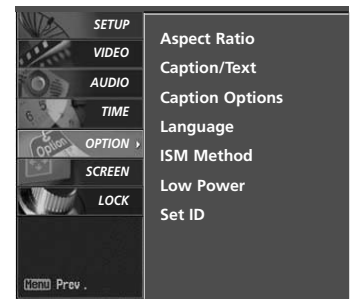 SETUP
VIDEO
AUDIO
TIME
OPTION
SCREEN
LOCK
Menu Prev.
Aspect Ratio
Caption/Text
Caption Options
Language
ISM Method
Low Power
Set ID